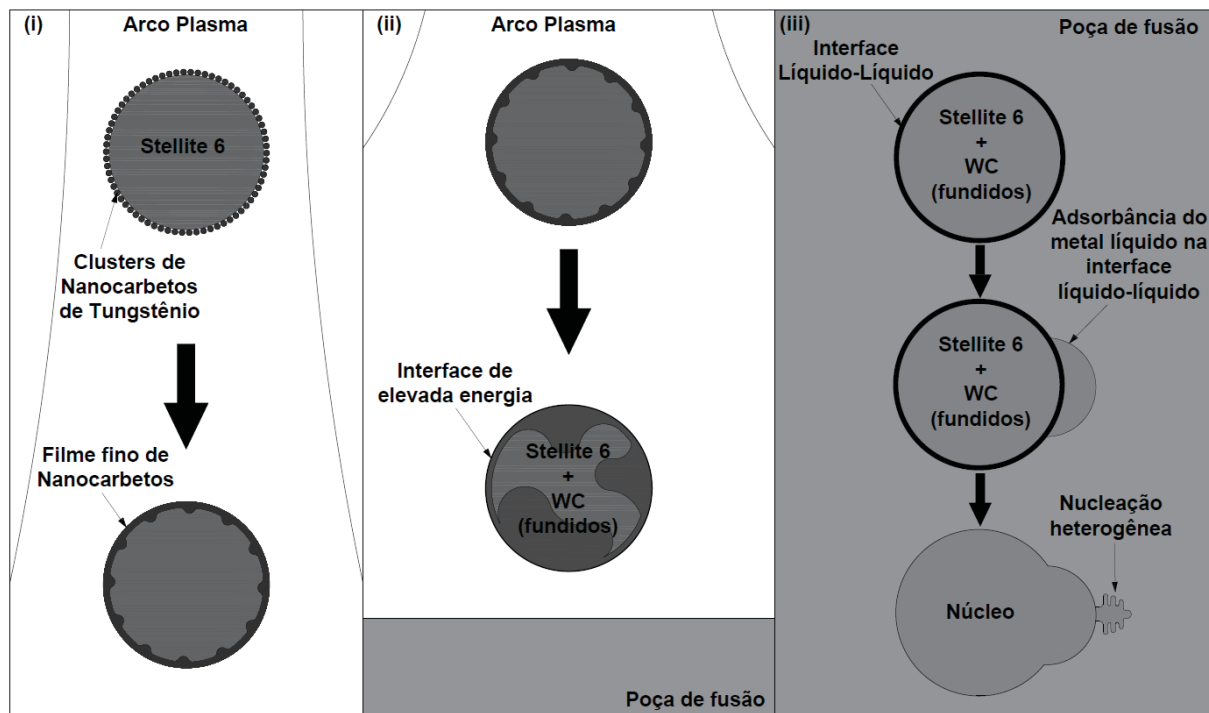 (i)
Arco Plasma
Stellite 6
Clusters de
Nanocarbetos
de Tungstênio
Filme fino de
Nanocarbetos
(ii)
Arco Plasma
Interface de
elevada energia
Stellite 6
+
WC
(fundidos)
Poça de fusão
(iii)
Poça de fusão
Interface
Líquido-Líquido
Stellite 6
+
WC
(fundidos)
Adsorbância do
metal líquido na
interface
líquido-líquido
Stellite 6
+
WC
(fundidos)
Nucleação
heterogênea
Núcleo